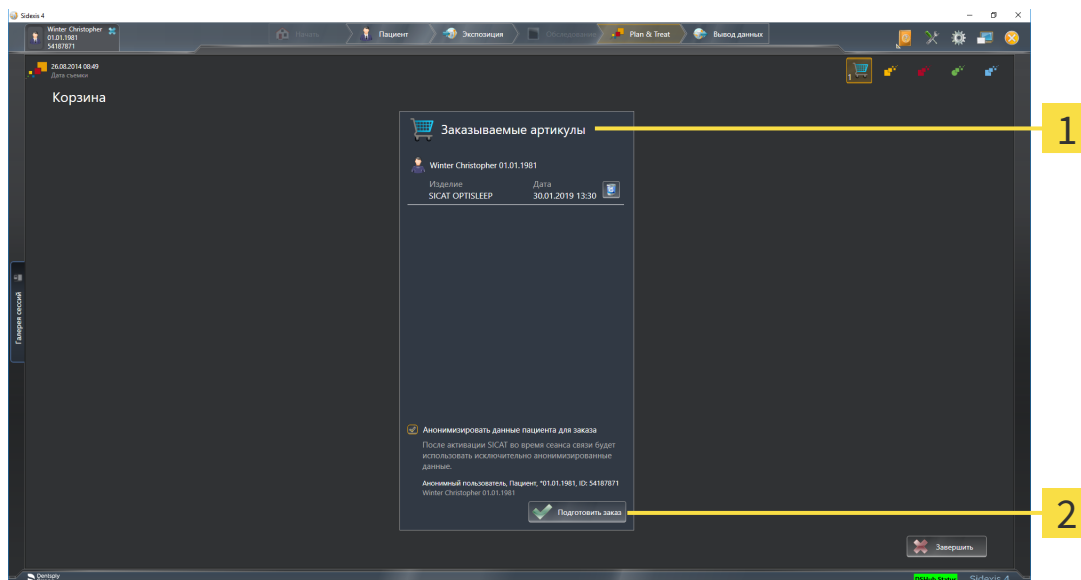 Sidexis 4
Winter Christopher
01.01.1981
54187871
Начать
Пациент
Экспозиция
Обследование
Plan & Treat
Вывод данных
26.08.2014 08:49
Дата съемки
1
Корзина
Заказываемые артикулы
1
Winter Christopher 01.01.1981
Изделие Дата
SICAT OPTISLEEP 30.01.2019 13:30
Галерея сессий
Анонимизировать данные пациента для заказа
После активации SICAT во время сеанса связи будет
использовать исключительно анонимизированные
данные.
Анонимный пользователь, Пациент, *01.01.1981, ID: 54187871
Winter Christopher 01.01.1981
Подготовить заказ
2
Завершить
Dentsply
DSHub Status
Sidexis 4